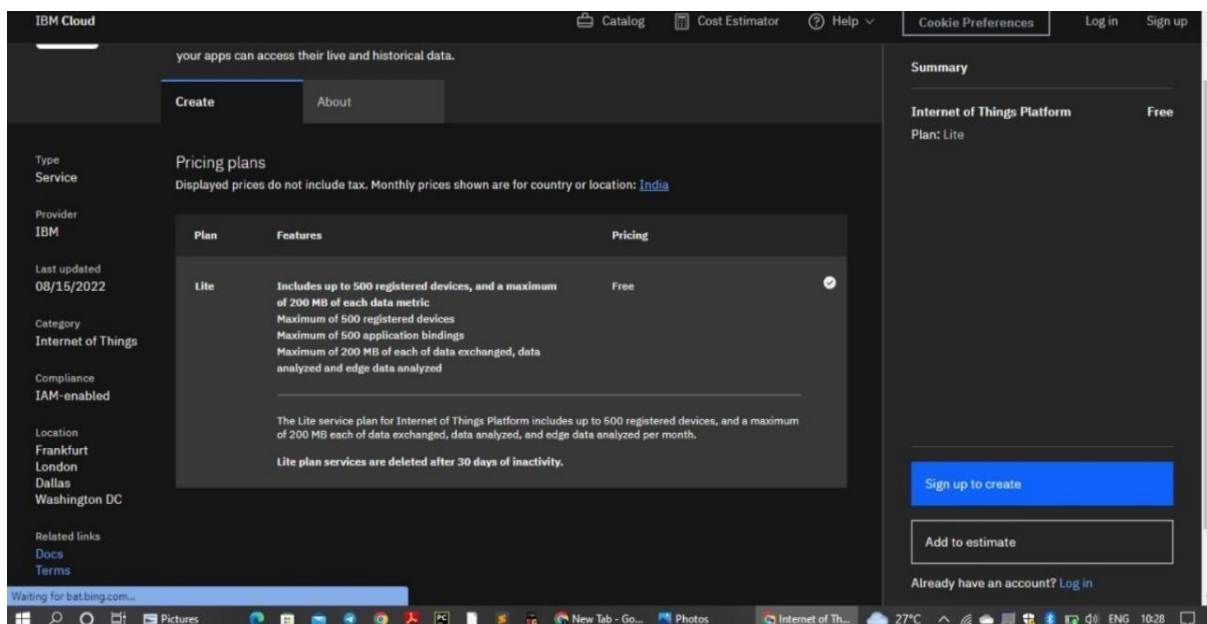 IBM Cloud
Catalog
Cost Estimator
Help
Cookie Preferences
Log in
Sign up
your apps can access their live and historical data.
Create
About
Type
Service
Provider
IBM
Last updated
08/15/2022
Category
Internet of Things
Compliance
IAM-enabled
Location
Frankfurt
London
Dallas
Washington DC
Related links
Docs
Terms
Pricing plans
Displayed prices do not include tax. Monthly prices shown are for country or location: India
Plan
Features
Pricing
Lite
Includes up to 500 registered devices, and a maximum
of 200 MB of each data metric
Maximum of 500 registered devices
Maximum of 500 application bindings
Maximum of 200 MB of each of data exchanged, data
analyzed and edge data analyzed
Free
The Lite service plan for Internet of Things Platform includes up to 500 registered devices, and a maximum
of 200 MB each of data exchanged, data analyzed, and edge data analyzed per month.
Lite plan services are deleted after 30 days of inactivity.
Summary
Internet of Things Platform
Free
Plan: Lite
Sign up to create
Add to estimate
Already have an account? Log in
Waiting for bat.bing.com...
Pictures
PC
New Tab - Go...
Photos
Internet of Th...
27°C
ENG
10:28